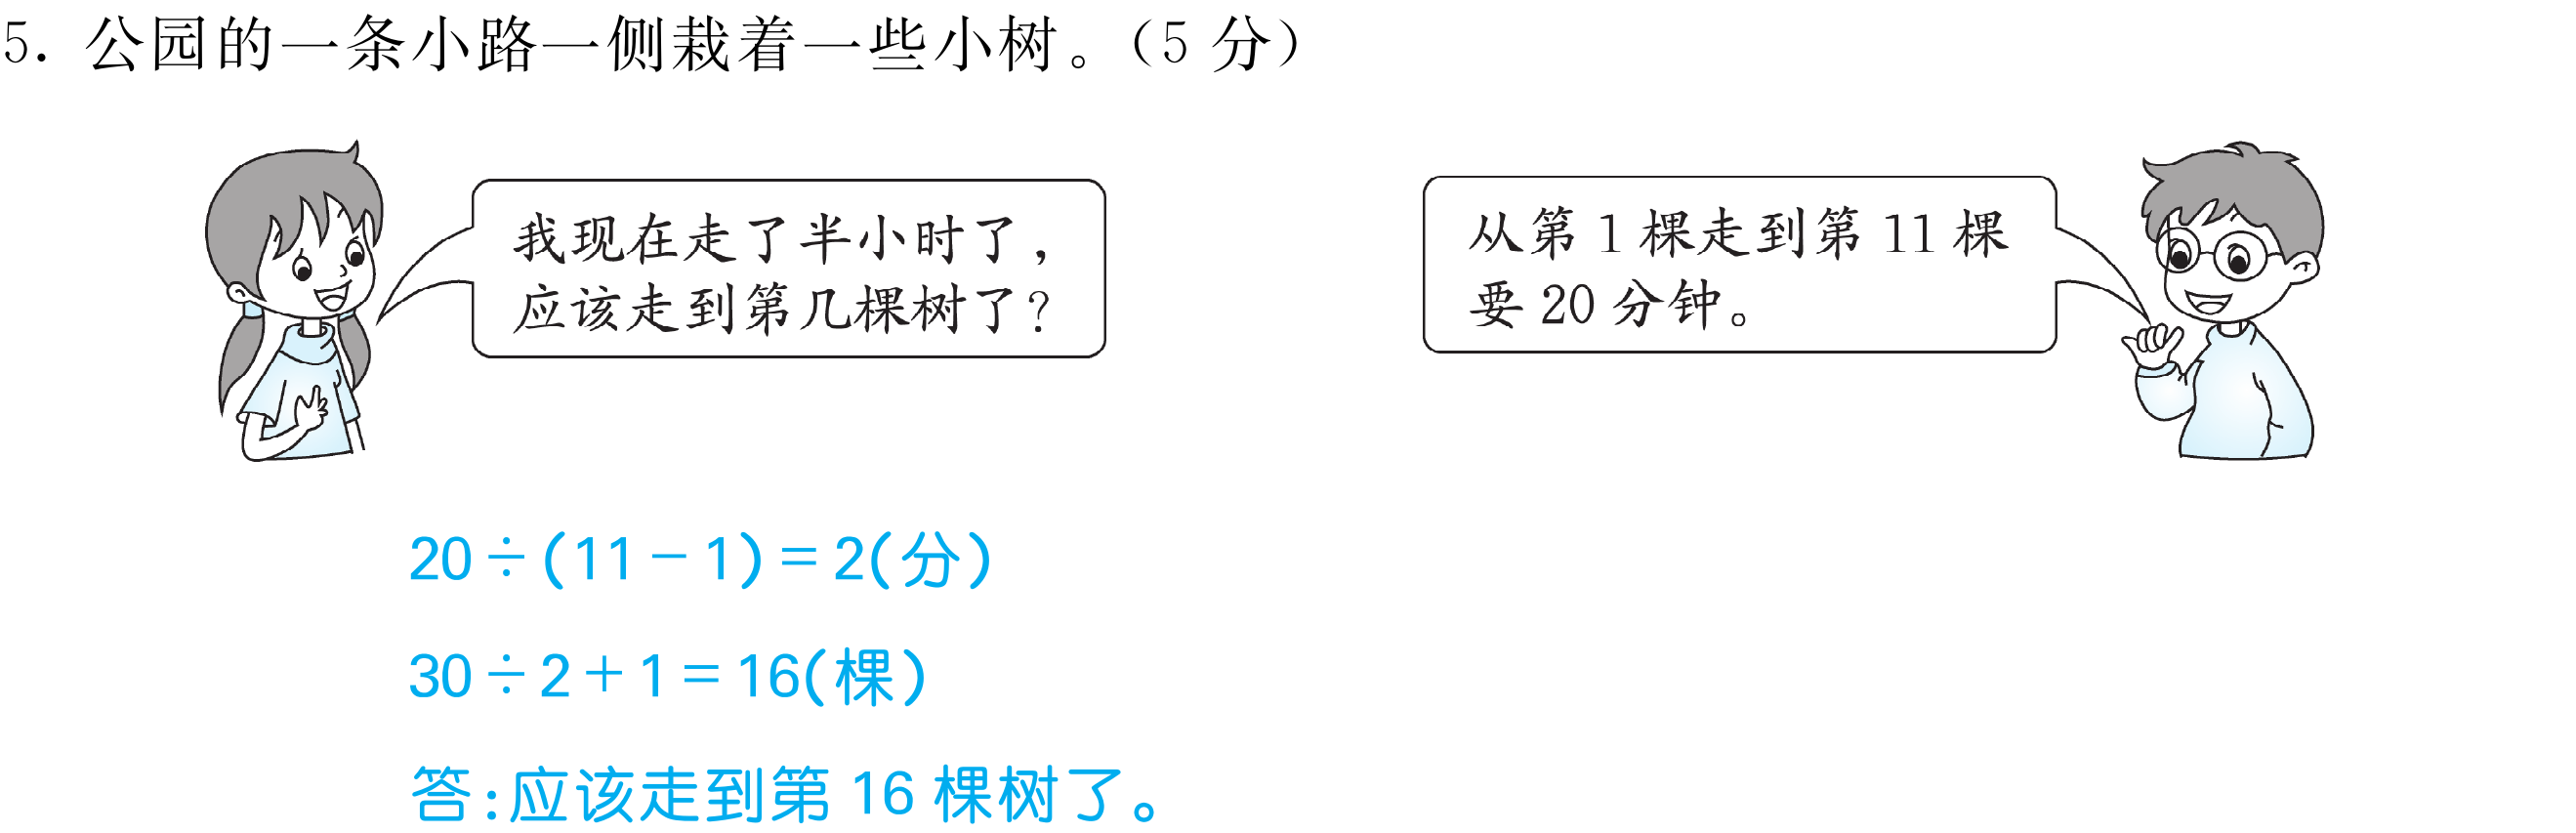 5. 公园的一条小路一侧栽着一些小树。(5 分)
我现在走了半小时了，
应该走到第几棵树了？
从第 1 棵走到第 11 棵
要 20 分钟。
20÷(11－1)＝2(分)
30÷2＋1＝16(棵)
答:应该走到第 16 棵树了。